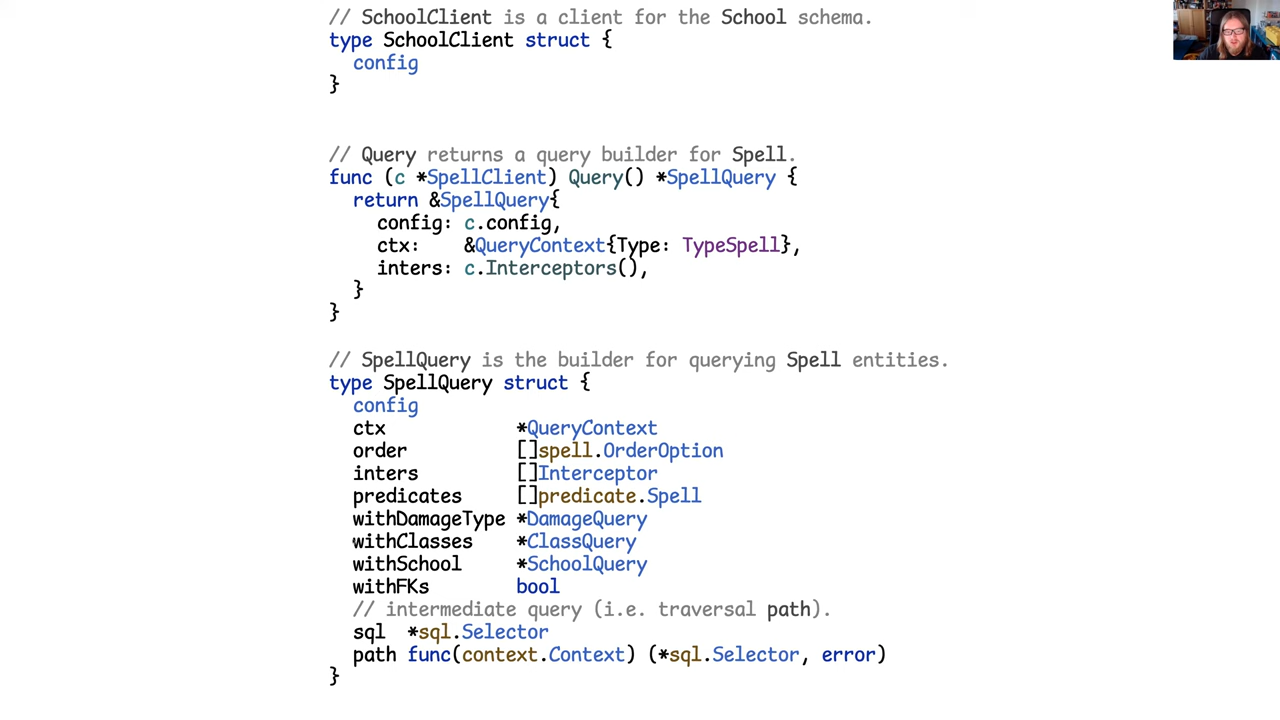 // SchoolClient is a client for the School schema.
type SchoolClient struct {
  config
}
// Query returns a query builder for Spell.
func (c *SpellClient) Query() *SpellQuery {
  return &SpellQuery{
    config: c.config,
    ctx:    &QueryContext{Type: TypeSpell},
    inters: c.Interceptors(),
  }
}
// SpellQuery is the builder for querying Spell entities.
type SpellQuery struct {
  config
  ctx            *QueryContext
  order          []spell.OrderOption
  inters         []Interceptor
  predicates     []predicate.Spell
  withDamageType *DamageQuery
  withClasses    *ClassQuery
  withSchool     *SchoolQuery
  withFKs        bool
  // intermediate query (i.e. traversal path).
  sql  *sql.Selector
  path func(context.Context) (*sql.Selector, error)
}